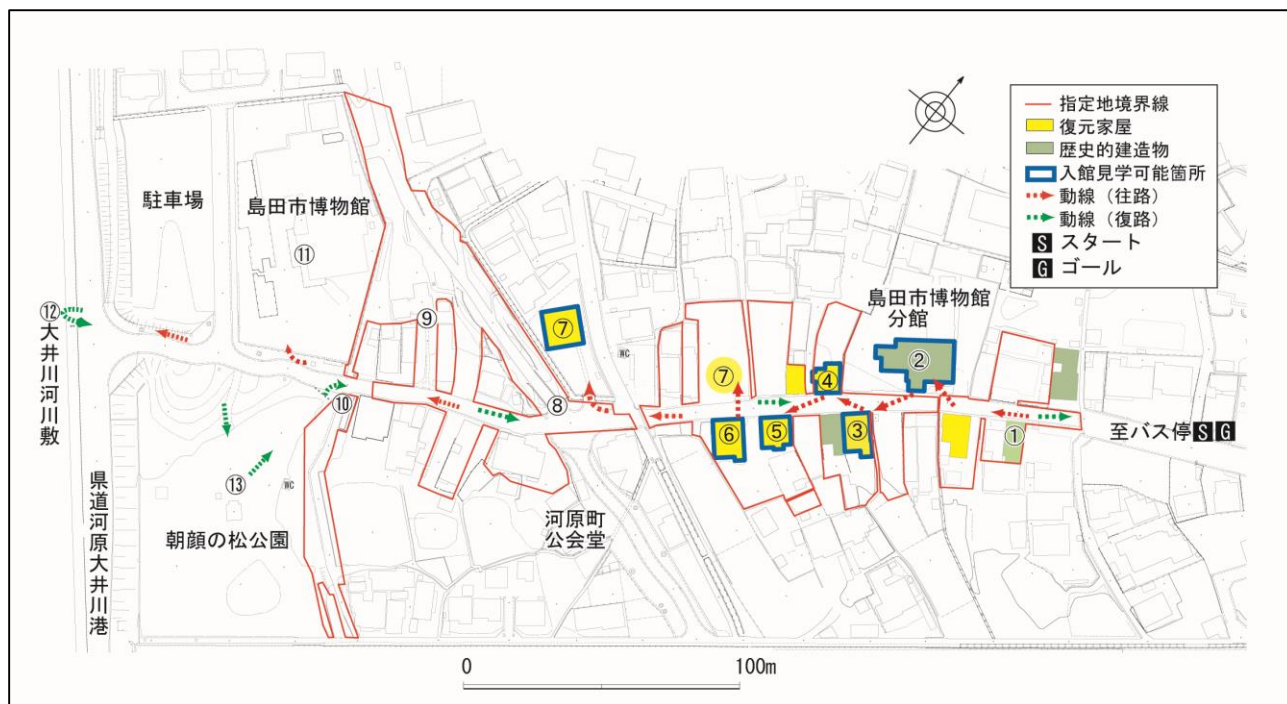 指定地境界線
復元家屋
歴史的建造物
入館見学可能箇所
動線（往路）
動線（復路）
S スタート
G ゴール
駐車場
島田市博物館
⑪
⑫
大井川河川敷
県道河原大井川港
⑬
朝顔の松公園
WC
⑩
⑨
⑧
⑦
WC
河原町
公会堂
⑦
⑥
⑤
④
③
島田市博物館
分館
②
①
至バス停 S G
0 100m